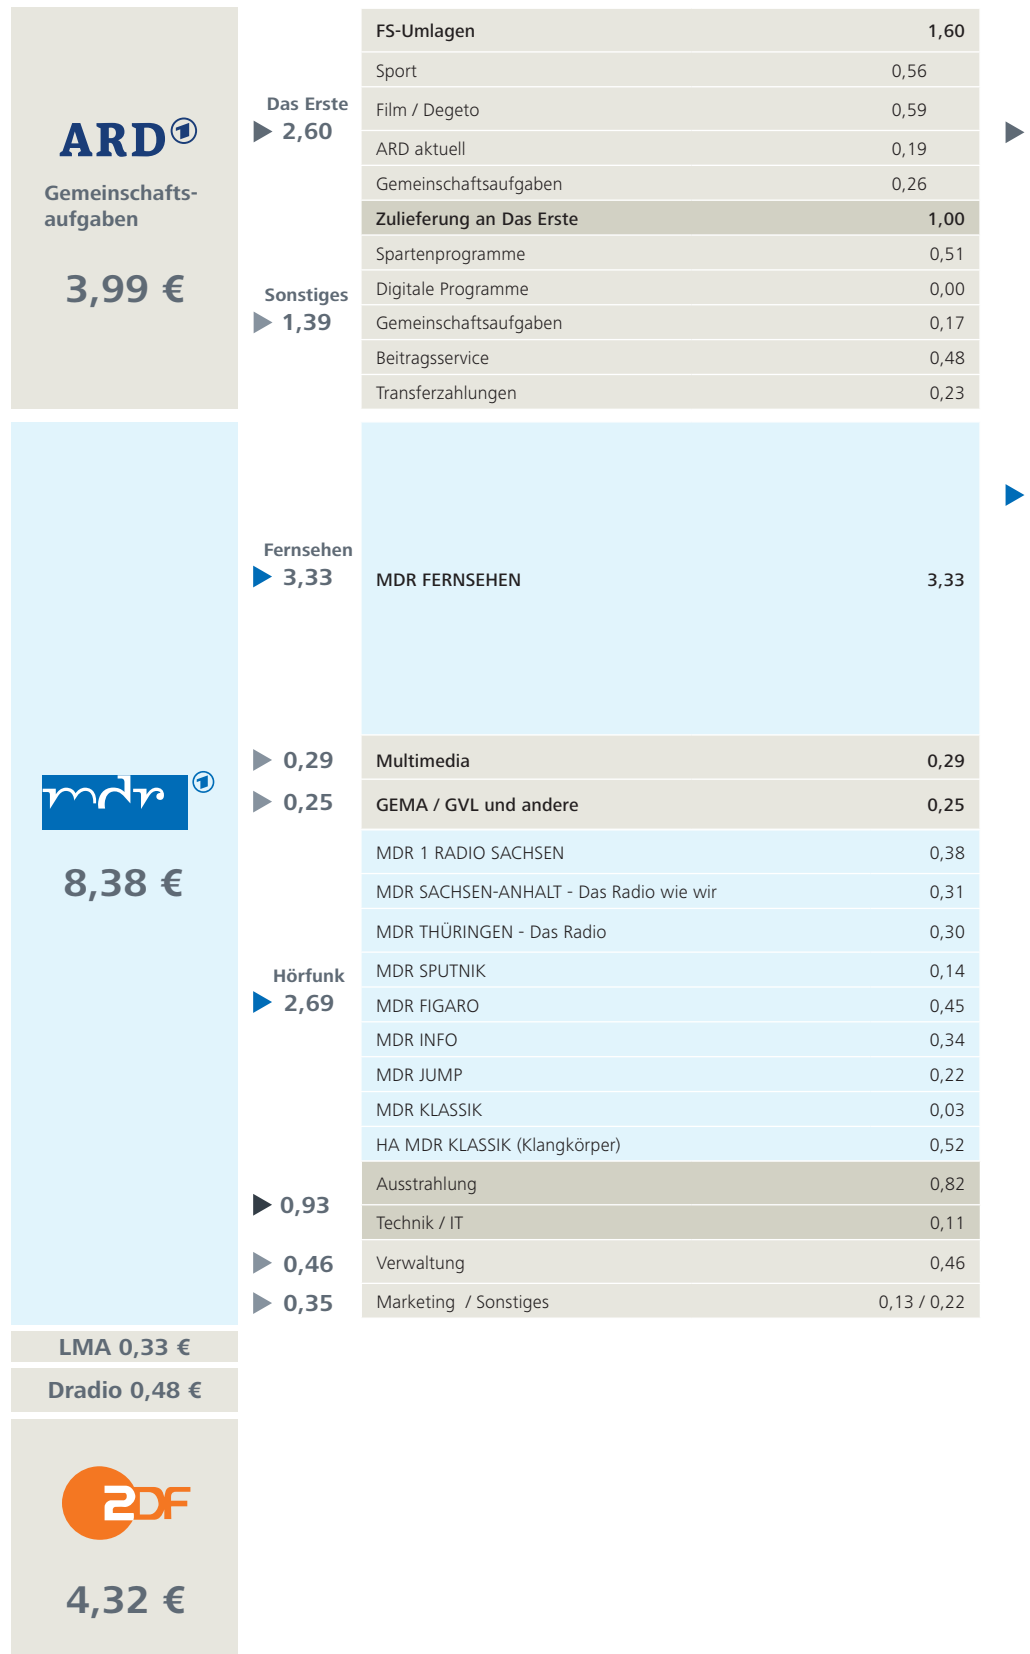 ARD
Gemeinschafts-
aufgaben
3,99 €
Das Erste
2,60
Sonstiges
1,39
FS-Umlagen 1,60
Sport 0,56
Film / Degeto 0,59
ARD aktuell 0,19
Gemeinschaftsaufgaben 0,26
Zulieferung an Das Erste 1,00
Spartenprogramme 0,51
Digitale Programme 0,00
Gemeinschaftsaufgaben 0,17
Beitragsservice 0,48
Transferzahlungen 0,23
mdr
8,38 €
Fernsehen
3,33
MDR FERNSEHEN 3,33
0,29
Multimedia 0,29
0,25
GEMA / GVL und andere 0,25
Hörfunk
2,69
MDR 1 RADIO SACHSEN 0,38
MDR SACHSEN-ANHALT - Das Radio wie wir 0,31
MDR THÜRINGEN - Das Radio 0,30
MDR SPUTNIK 0,14
MDR FIGARO 0,45
MDR INFO 0,34
MDR JUMP 0,22
MDR KLASSIK 0,03
HA MDR KLASSIK (Klangkörper) 0,52
0,93
Ausstrahlung 0,82
Technik / IT 0,11
0,46
Verwaltung 0,46
0,35
Marketing / Sonstiges 0,13 / 0,22
LMA 0,33 €
Dradio 0,48 €
ZDF
4,32 €